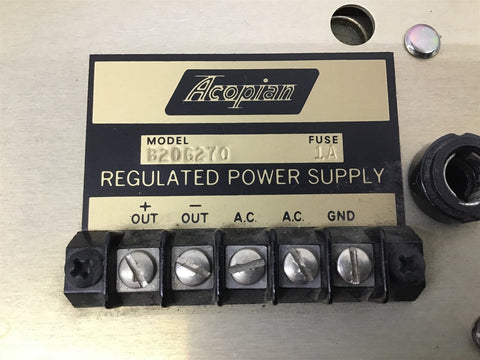 Acopian
MODEL FUSE
B20G270 1A
REGULATED POWER SUPPLY
+ − A.C. A.C. GND
OUT OUT